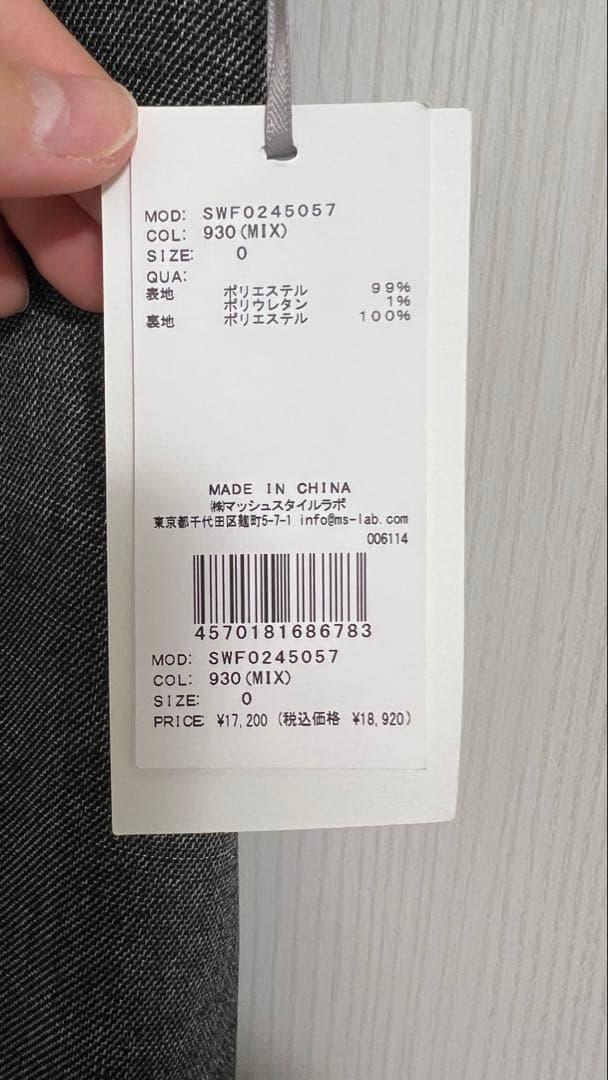 MOD: SWF0245057
COL: 930(MIX)
SIZE: 0
QUA:
表地 ポリエステル 99%
ポリウレタン 1%
裏地 ポリエステル 100%
MADE IN CHINA
㈱マッシュスタイルラボ
東京都千代田区麹町5-7-1 info@ms-lab.com
006114
4570181686783
MOD: SWF0245057
COL: 930(MIX)
SIZE: 0
PRICE ¥17,200 (税込価格 ¥18,920)